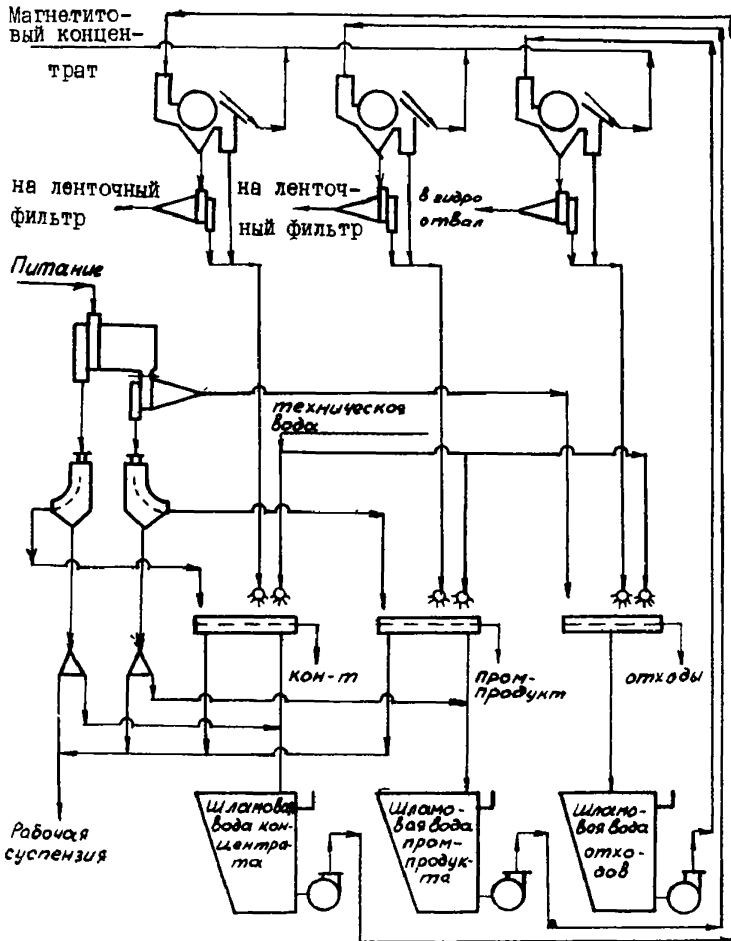 Магнетито-
вый концен-
трат
на ленточный
фильтр
на ленточ-
ный фильтр
в гидро
отвал
Питание
техническая
вода
кон-т
пром-
продукт
отходы
Рабочая
суспензия
Шламовая
вода кон-
центра
та
Шламо-
вая вода
пром-
продук-
та
Шламо-
вая вода
отхо-
дов